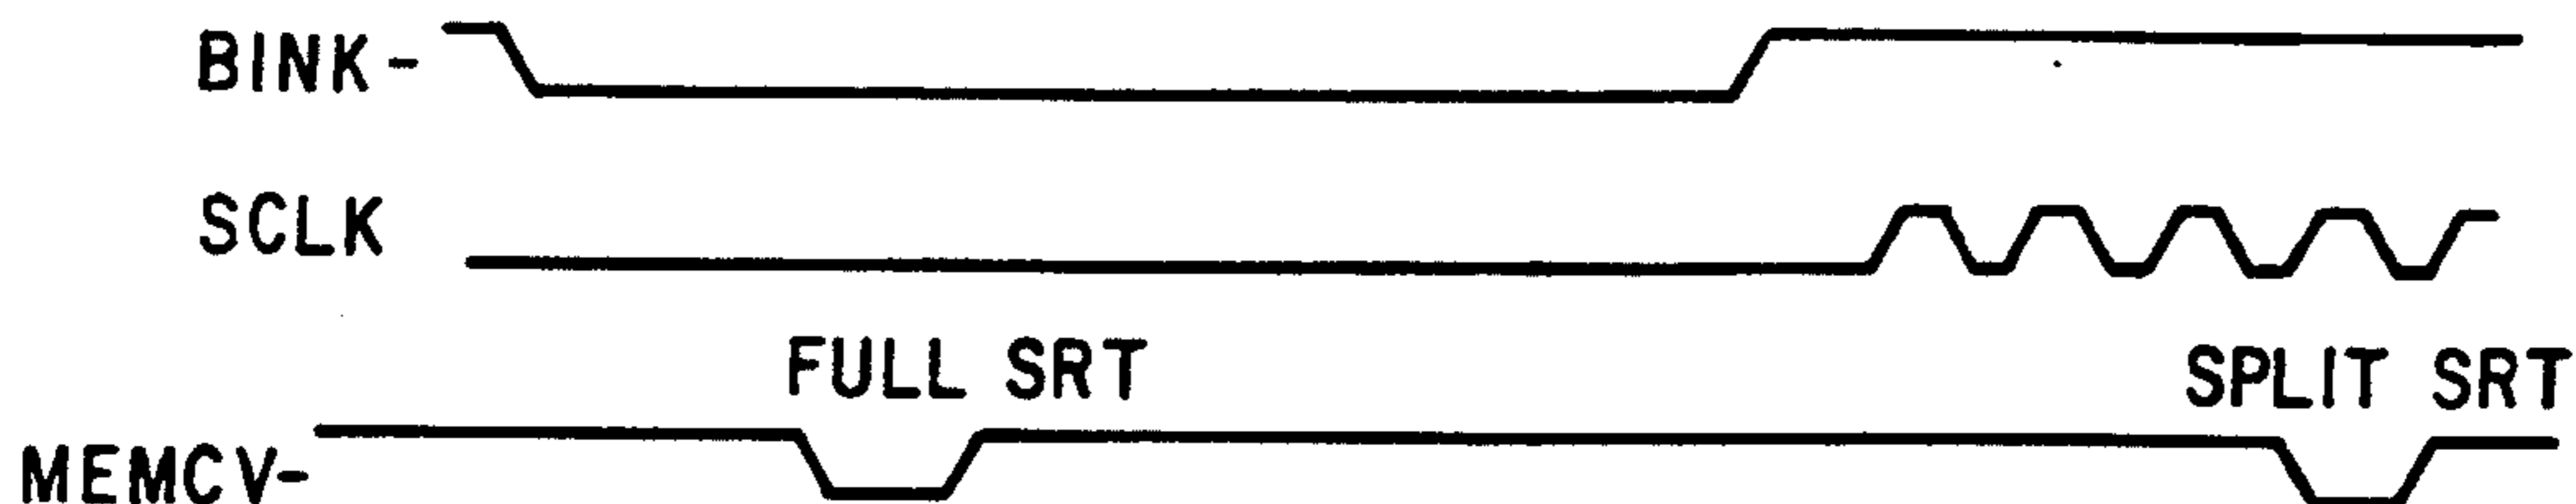 BINK-
SCLK
FULL SRT
SPLIT SRT
MEMCV-